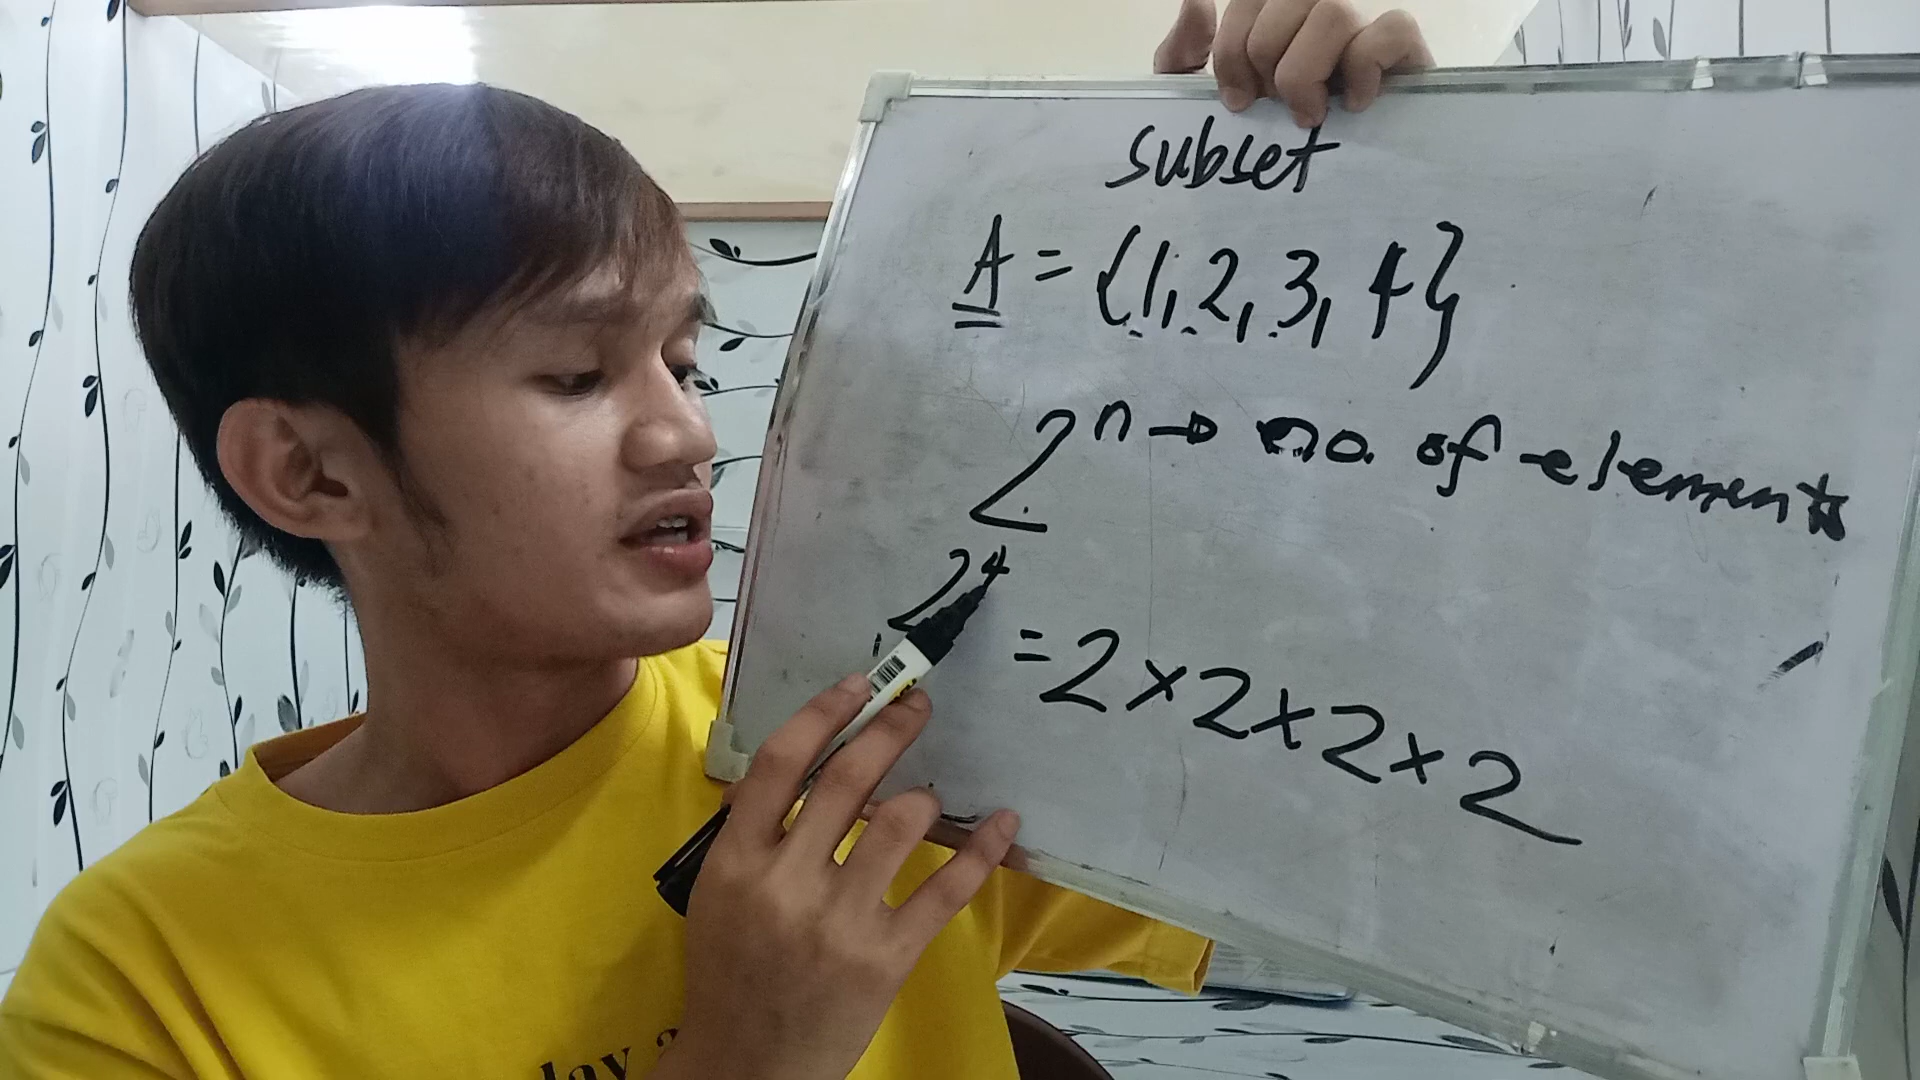 subset
A = {1, 2, 3, 4}
2ⁿ → no. of elements
2⁴
= 2 × 2 × 2 × 2